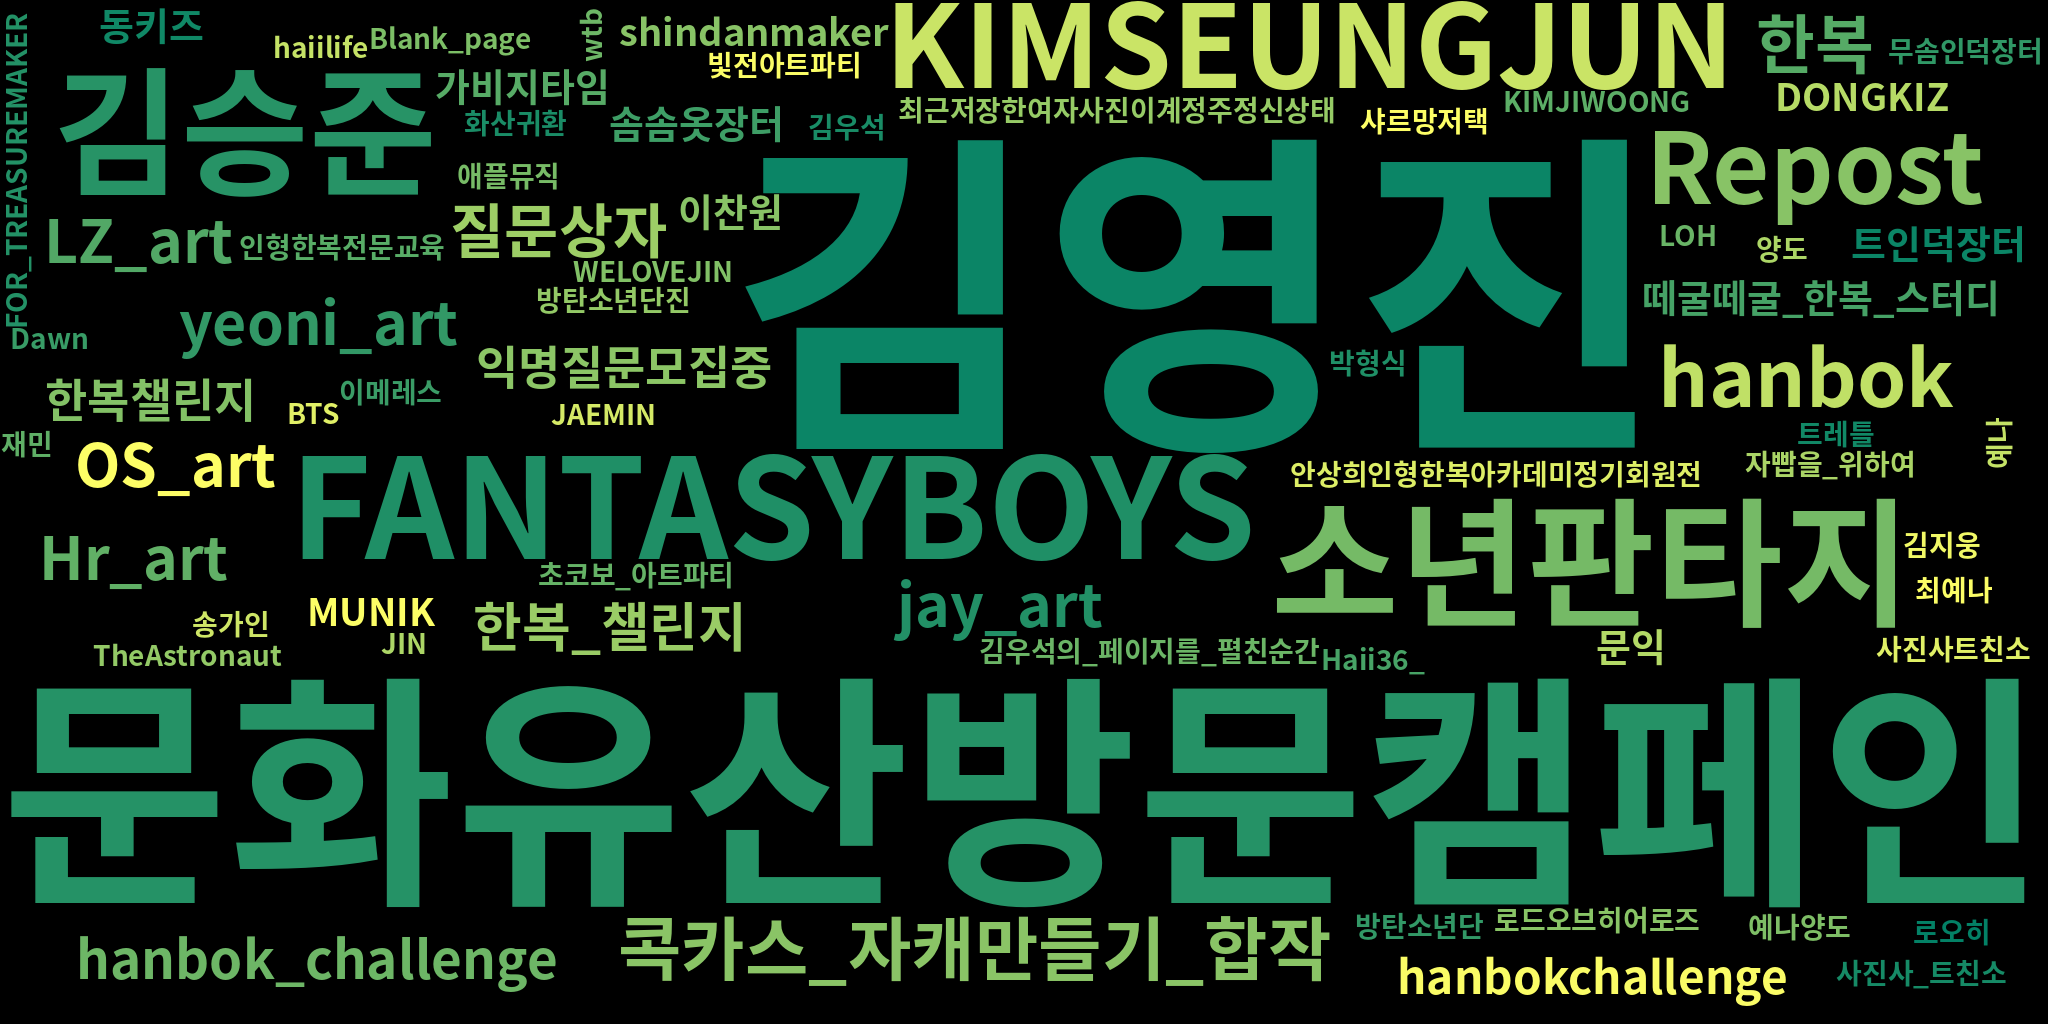 동키즈
haiilife
Blank_page
wtb
shindanmaker
빛전아트파티
KIMSEUNGJUN
한복
무솜인덕장터
FOR_TREASUREMAKER
김승준
가비지타임
화산귀환
솜솜옷장터
김우석
최근저장한여자사진이계정주정신상태
샤르망저택
KIMJIWOONG
DONGKIZ
애플뮤직
김영진
Repost
LZ_art
인형한복전문교육
질문상자
이찬원
LOH
양도
트인덕장터
WELOVEJIN
방탄소년단진
떼굴떼굴_한복_스터디
Dawn
yeoni_art
익명질문모집중
박형식
hanbok
한복챌린지
이메레스
BTS
JAEMIN
트레틀
나눔
재민
OS_art
FANTASYBOYS
안상희인형한복아카데미정기회원전
자빱을_위하여
소년판타지
김지웅
Hr_art
초코보_아트파티
jay_art
최예나
송가인
MUNIK
JIN
한복_챌린지
TheAstronaut
김우석의_페이지를_펼친순간
Haii36_
문익
사진사트친소
문화유산방문캠페인
hanbok_challenge
콕카스_자캐만들기_합작
방탄소년단
로드오브히어로즈
예나양도
로오히
hanbokchallenge
사진사_트친소